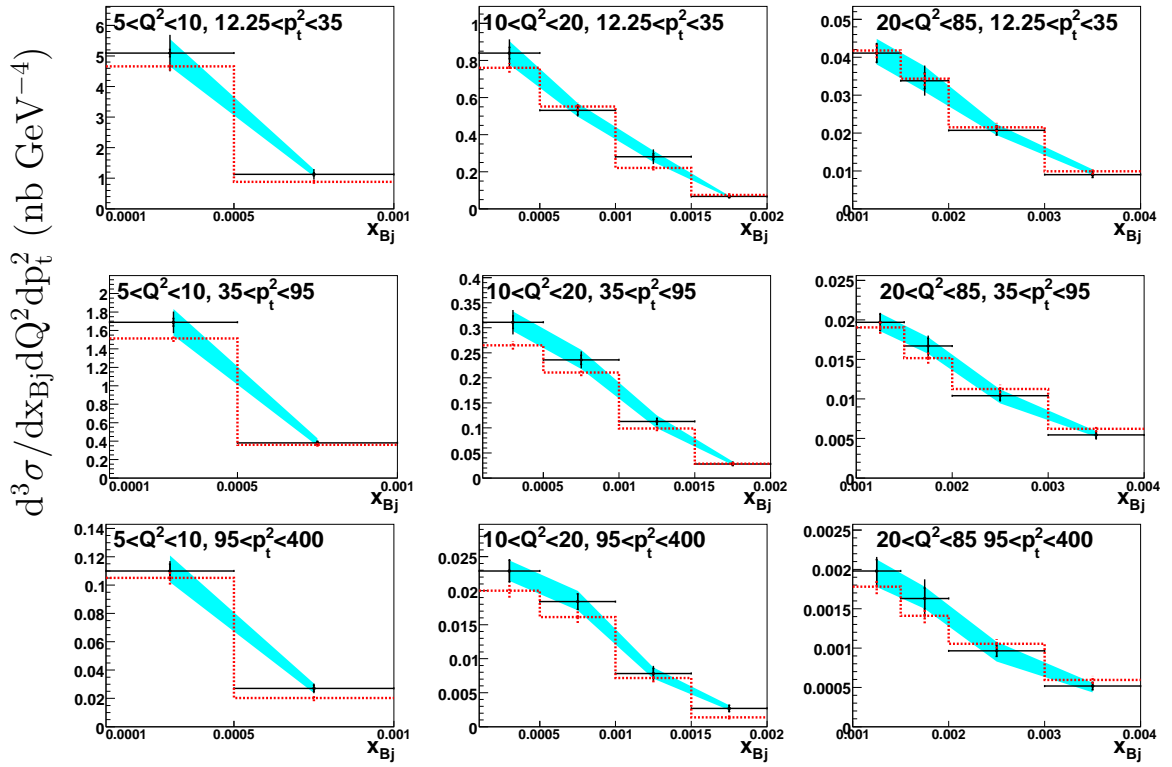 d³σ/dx_Bj dQ²dp_t² (nb GeV⁻⁴)
5<Q²<10, 12.25<p_t²<35
6
5
4
3
2
1
0
0.0001 0.0005 0.001
x_Bj
10<Q²<20, 12.25<p_t²<35
1
0.8
0.6
0.4
0.2
0
0.0005 0.001 0.0015 0.002
x_Bj
20<Q²<85, 12.25<p_t²<35
0.05
0.04
0.03
0.02
0.01
0
0.001 0.002 0.003 0.004
x_Bj
5<Q²<10, 35<p_t²<95
1.8
1.6
1.4
1.2
1
0.8
0.6
0.4
0.2
0
0.0001 0.0005 0.001
x_Bj
10<Q²<20, 35<p_t²<95
0.4
0.35
0.3
0.25
0.2
0.15
0.1
0.05
0
0.0005 0.001 0.0015 0.002
x_Bj
20<Q²<85, 35<p_t²<95
0.025
0.02
0.015
0.01
0.005
0
0.001 0.002 0.003 0.004
x_Bj
5<Q²<10, 95<p_t²<400
0.14
0.12
0.1
0.08
0.06
0.04
0.02
0
0.0001 0.0005 0.001
x_Bj
10<Q²<20, 95<p_t²<400
0.025
0.02
0.015
0.01
0.005
0
0.0005 0.001 0.0015 0.002
x_Bj
20<Q²<85 95<p_t²<400
0.0025
0.002
0.0015
0.001
0.0005
0
0.001 0.002 0.003 0.004
x_Bj